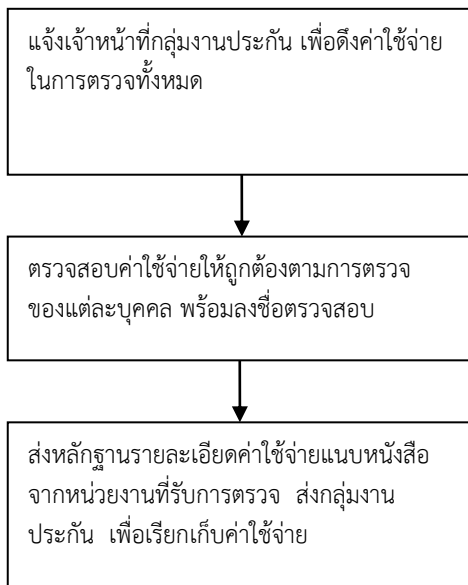 แจ้งเจ้าหน้าที่กลุ่มงานประกัน เพื่อดึงค่าใช้จ่าย
ในการตรวจทั้งหมด
ตรวจสอบค่าใช้จ่ายให้ถูกต้องตามการตรวจ
ของแต่ละบุคคล พร้อมลงชื่อตรวจสอบ
ส่งหลักฐานรายละเอียดค่าใช้จ่ายแนบหนังสือ
จากหน่วยงานที่รับการตรวจ ส่งกลุ่มงาน
ประกัน เพื่อเรียกเก็บค่าใช้จ่าย